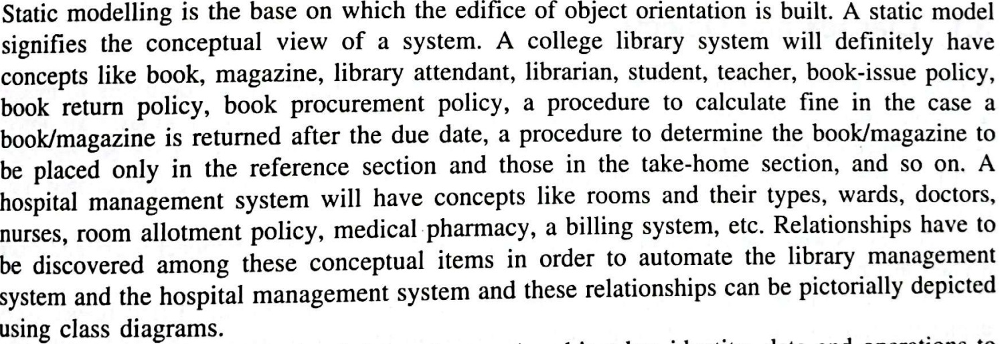 Static modelling is the base on which the edifice of object orientation is built. A static model
signifies the conceptual view of a system. A college library system will definitely have
concepts like book, magazine, library attendant, librarian, student, teacher, book-issue policy,
book return policy, book procurement policy, a procedure to calculate fine in the case a
book/magazine is returned after the due date, a procedure to determine the book/magazine to
be placed only in the reference section and those in the take-home section, and so on. A
hospital management system will have concepts like rooms and their types, wards, doctors,
nurses, room allotment policy, medical pharmacy, a billing system, etc. Relationships have to
be discovered among these conceptual items in order to automate the library management
system and the hospital management system and these relationships can be pictorially depicted
using class diagrams.